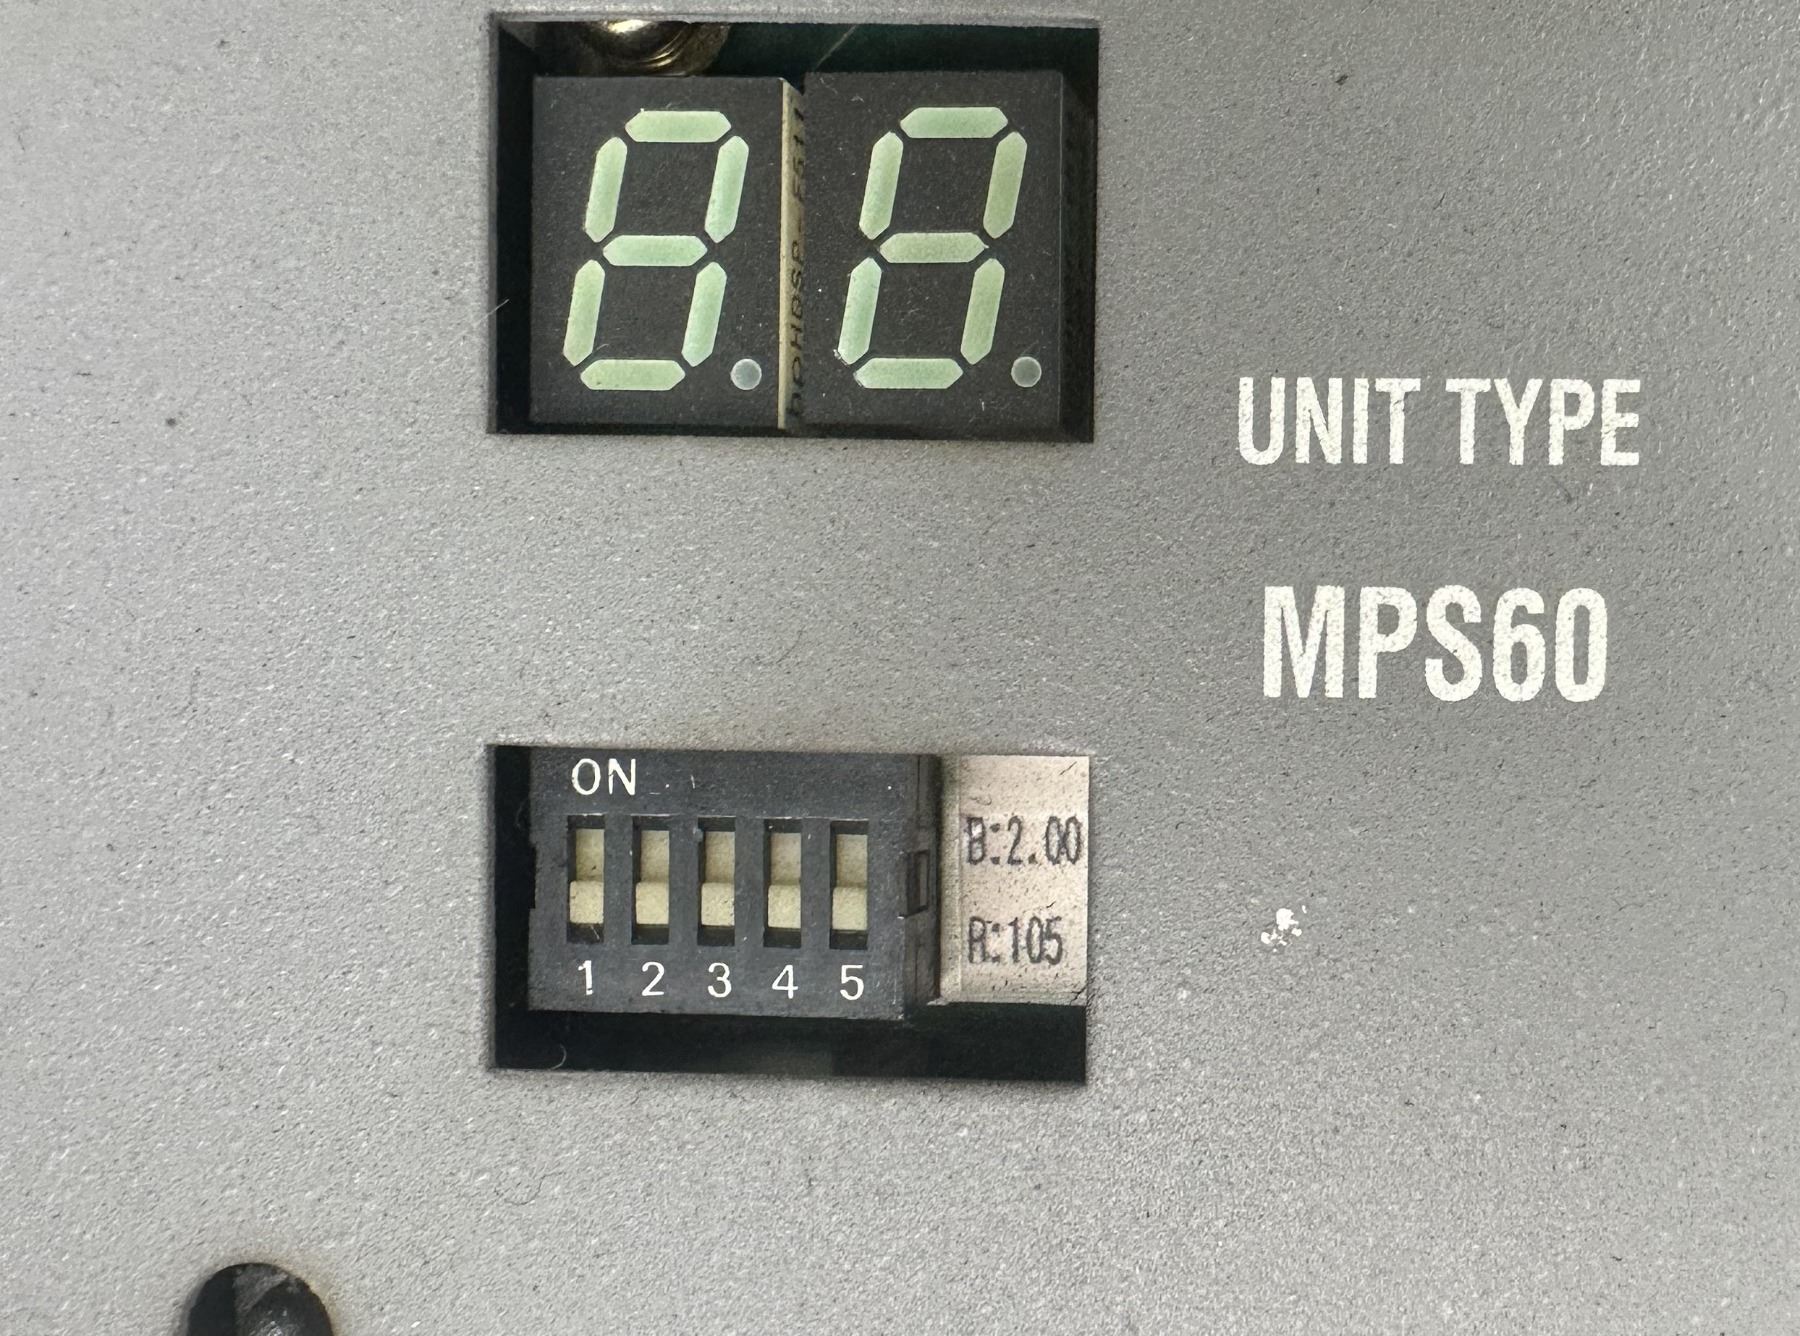 UNIT TYPE
MPS60
ON
1 2 3 4 5
B:2.00
R:105